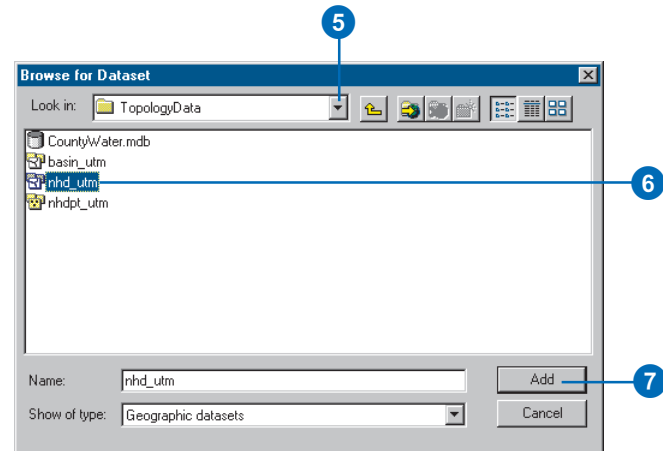 5
Browse for Dataset
Look in: TopologyData
CountyWater.mdb
basin_utm
nhd_utm
6
nhdpt_utm
Name: nhd_utm Add
7
Show of type: Geographic datasets Cancel